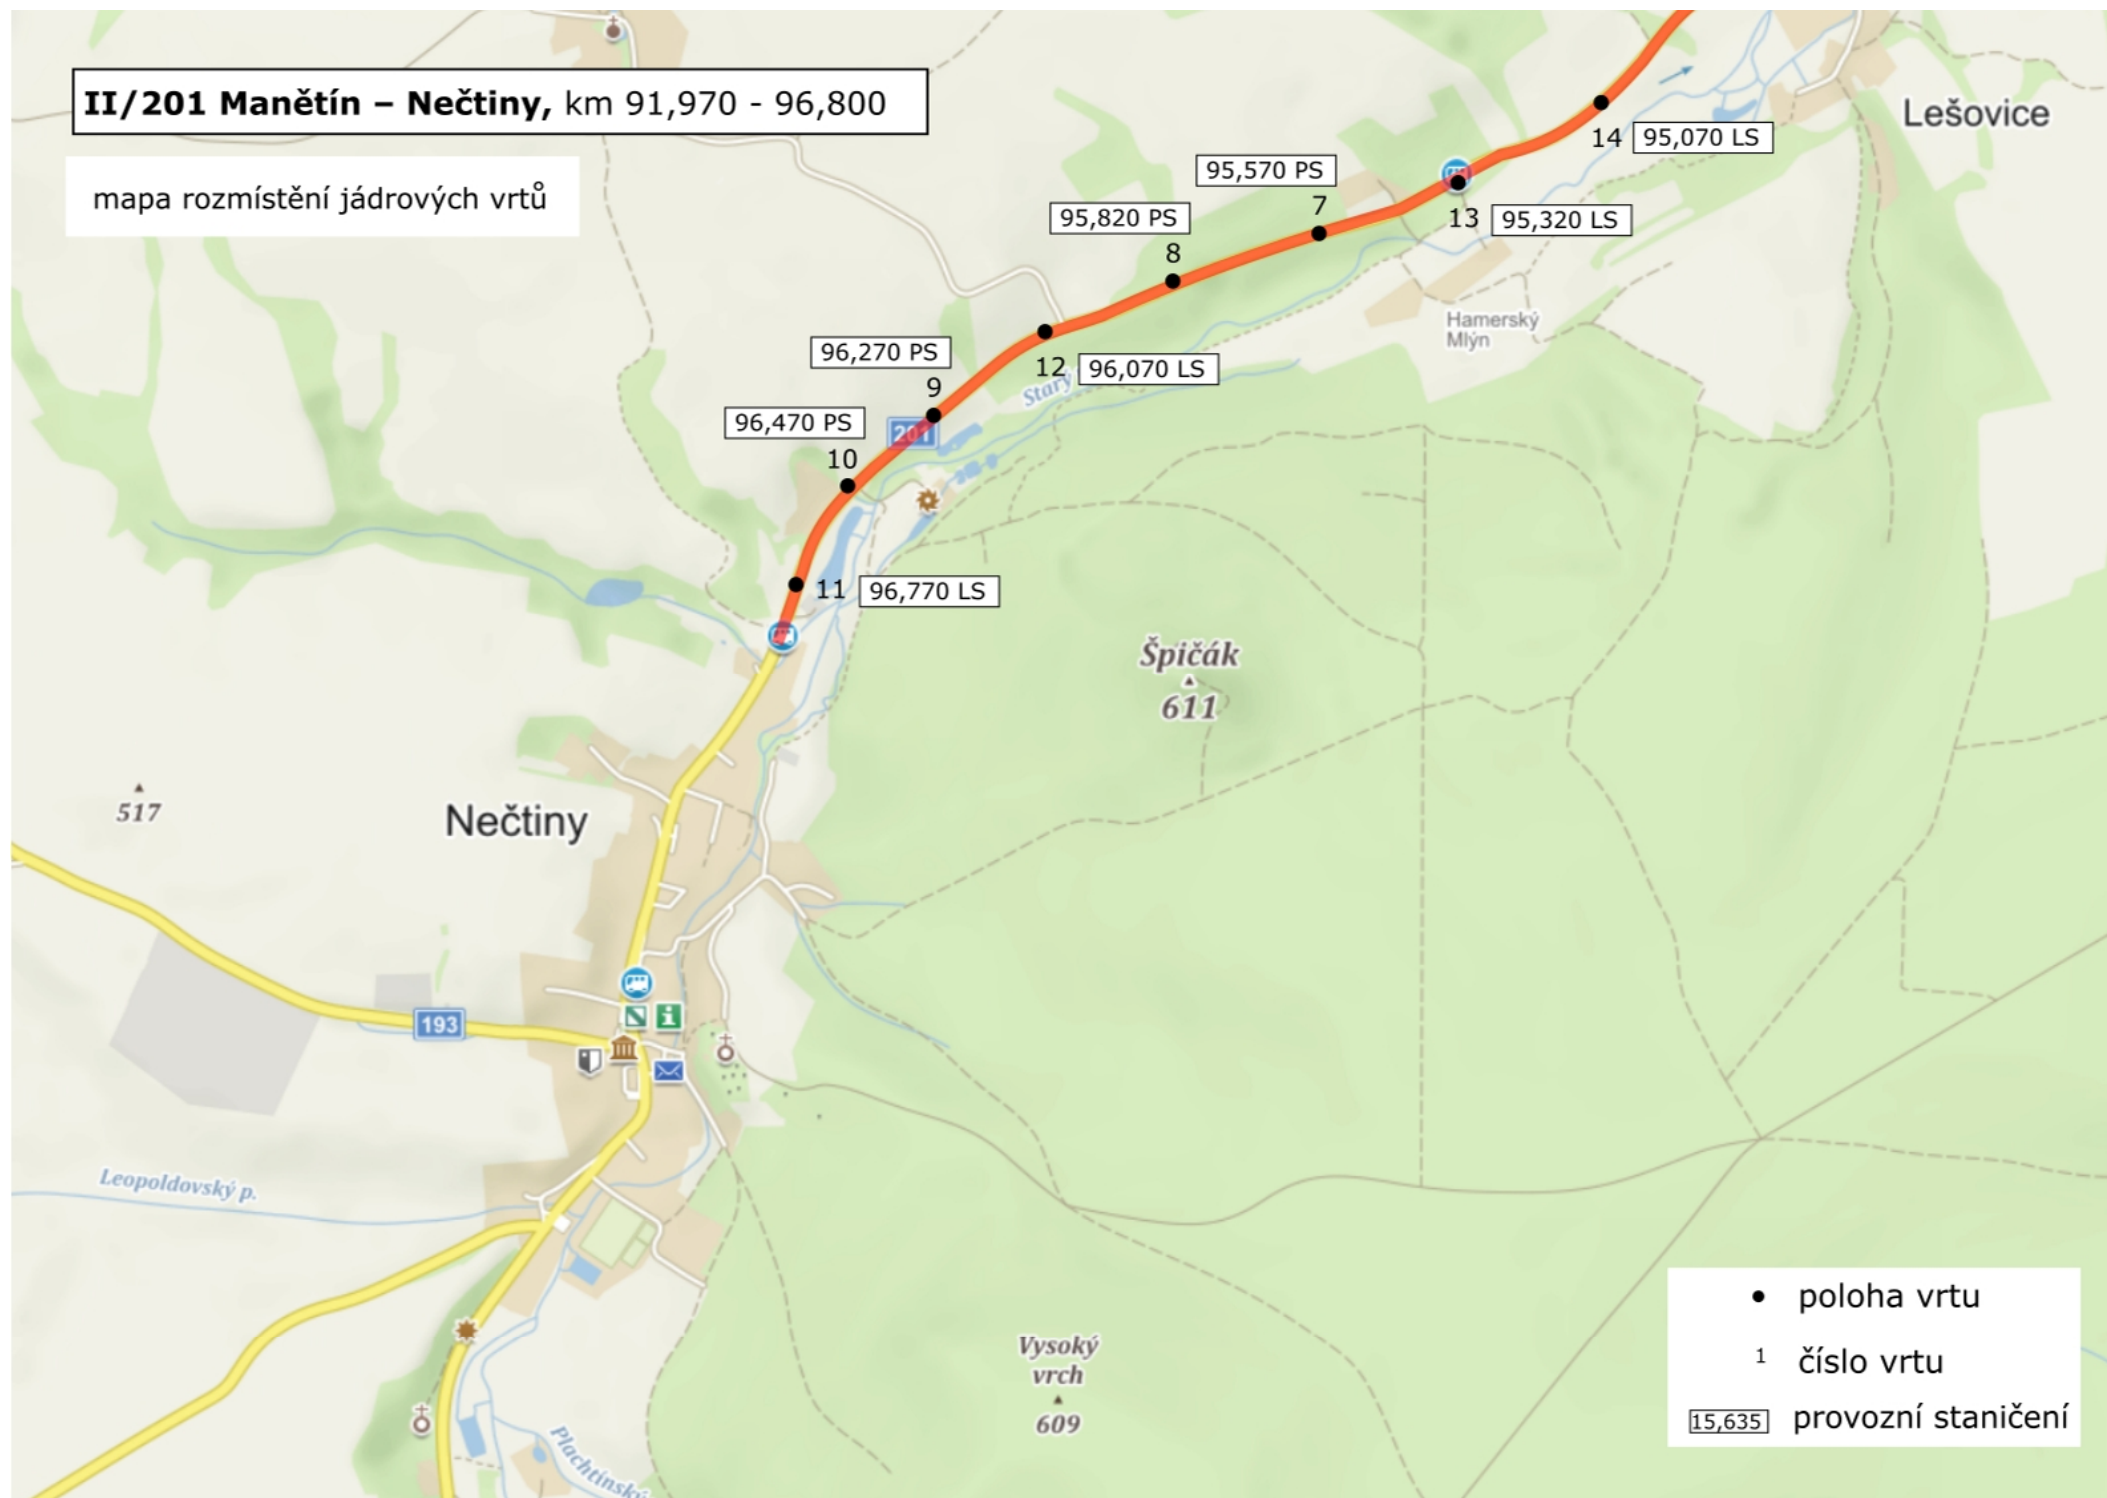 II/201 Manětín – Nečtiny, km 91,970 - 96,800
mapa rozmístění jádrových vrtů
Lešovice
14 95,070 LS
95,570 PS
7
13 95,320 LS
95,820 PS
8
Hamerský
Mlýn
96,270 PS
9
12 96,070 LS
Starý
96,470 PS
201
10
11 96,770 LS
Špičák
611
517
Nečtiny
193
Leopoldovský p.
Vysoký
vrch
609
Plachtínský
poloha vrtu
1 číslo vrtu
15,635 provozní staničení